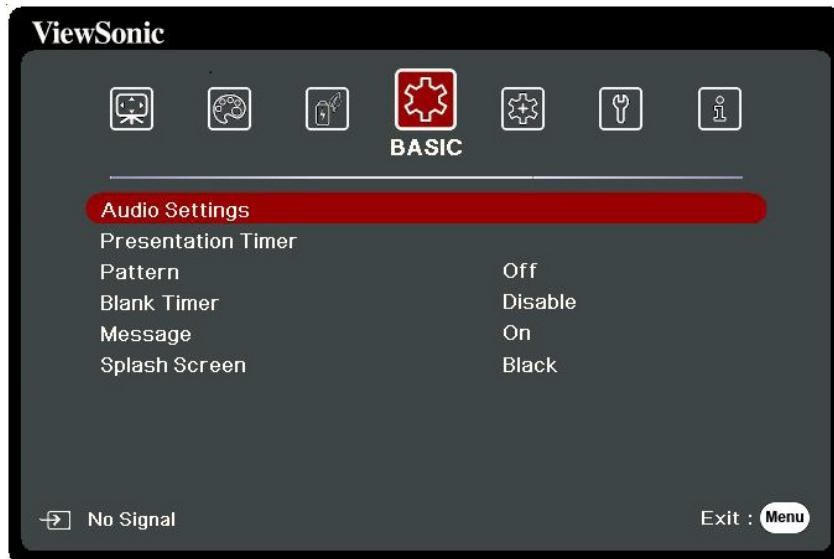 ViewSonic
BASIC
Audio Settings
Presentation Timer
Pattern Off
Blank Timer Disable
Message On
Splash Screen Black
No Signal Exit : Menu